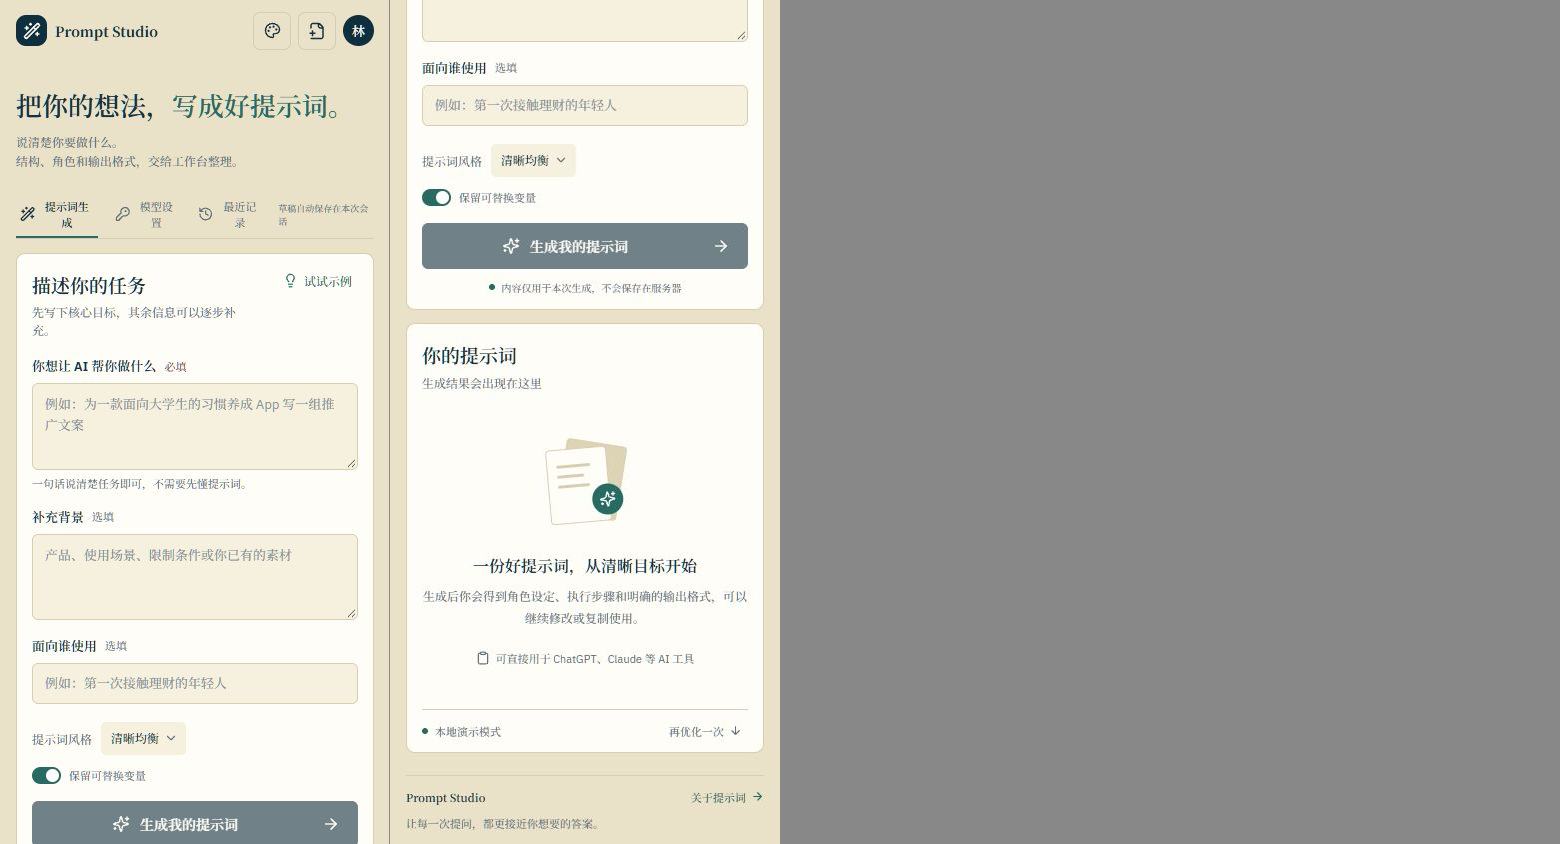 Prompt Studio
林
把你的想法，写成好提示词。
说清楚你要做什么。
结构、角色和输出格式，交给工作台整理。
提示词生
成
模型设
置
最近记
录
草稿自动保存在本次会
话
描述你的任务
试试示例
先写下核心目标，其余信息可以逐步补
充。
你想让 AI 帮你做什么 必填
例如：为一款面向大学生的习惯养成 App 写一组推
广文案
一句话说清楚任务即可，不需要先懂提示词。
补充背景 选填
产品、使用场景、限制条件或你已有的素材
面向谁使用 选填
例如：第一次接触理财的年轻人
提示词风格 清晰均衡
保留可替换变量
生成我的提示词
面向谁使用 选填
例如：第一次接触理财的年轻人
提示词风格 清晰均衡
保留可替换变量
生成我的提示词
内容仅用于本次生成，不会保存在服务器
你的提示词
生成结果会出现在这里
一份好提示词，从清晰目标开始
生成后你会得到角色设定、执行步骤和明确的输出格式，可以
继续修改或复制使用。
可直接用于 ChatGPT、Claude 等 AI 工具
本地演示模式
再优化一次
Prompt Studio
关于提示词
让每一次提问，都更接近你想要的答案。